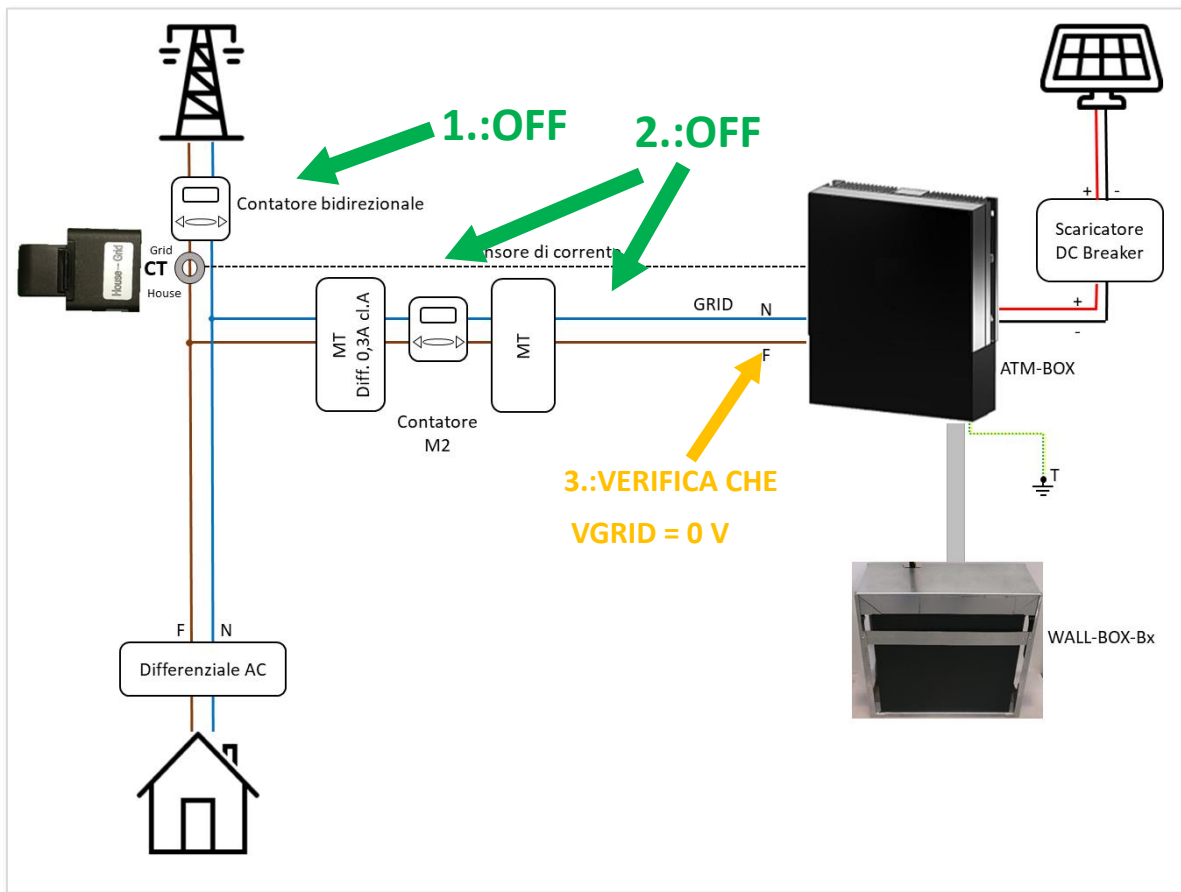 1.:OFF
2.:OFF
Contatore bidirezionale
Scaricatore
DC Breaker
+
-
Grid
CT
House
House--Grid
nsore di corrente
MT
Diff. 0,3A cl.A
MT
GRID
N
F
+
-
ATM-BOX
Contatore
M2
3.:VERIFICA CHE
VGRID = 0 V
T
F
N
WALL-BOX-Bx
Differenziale AC